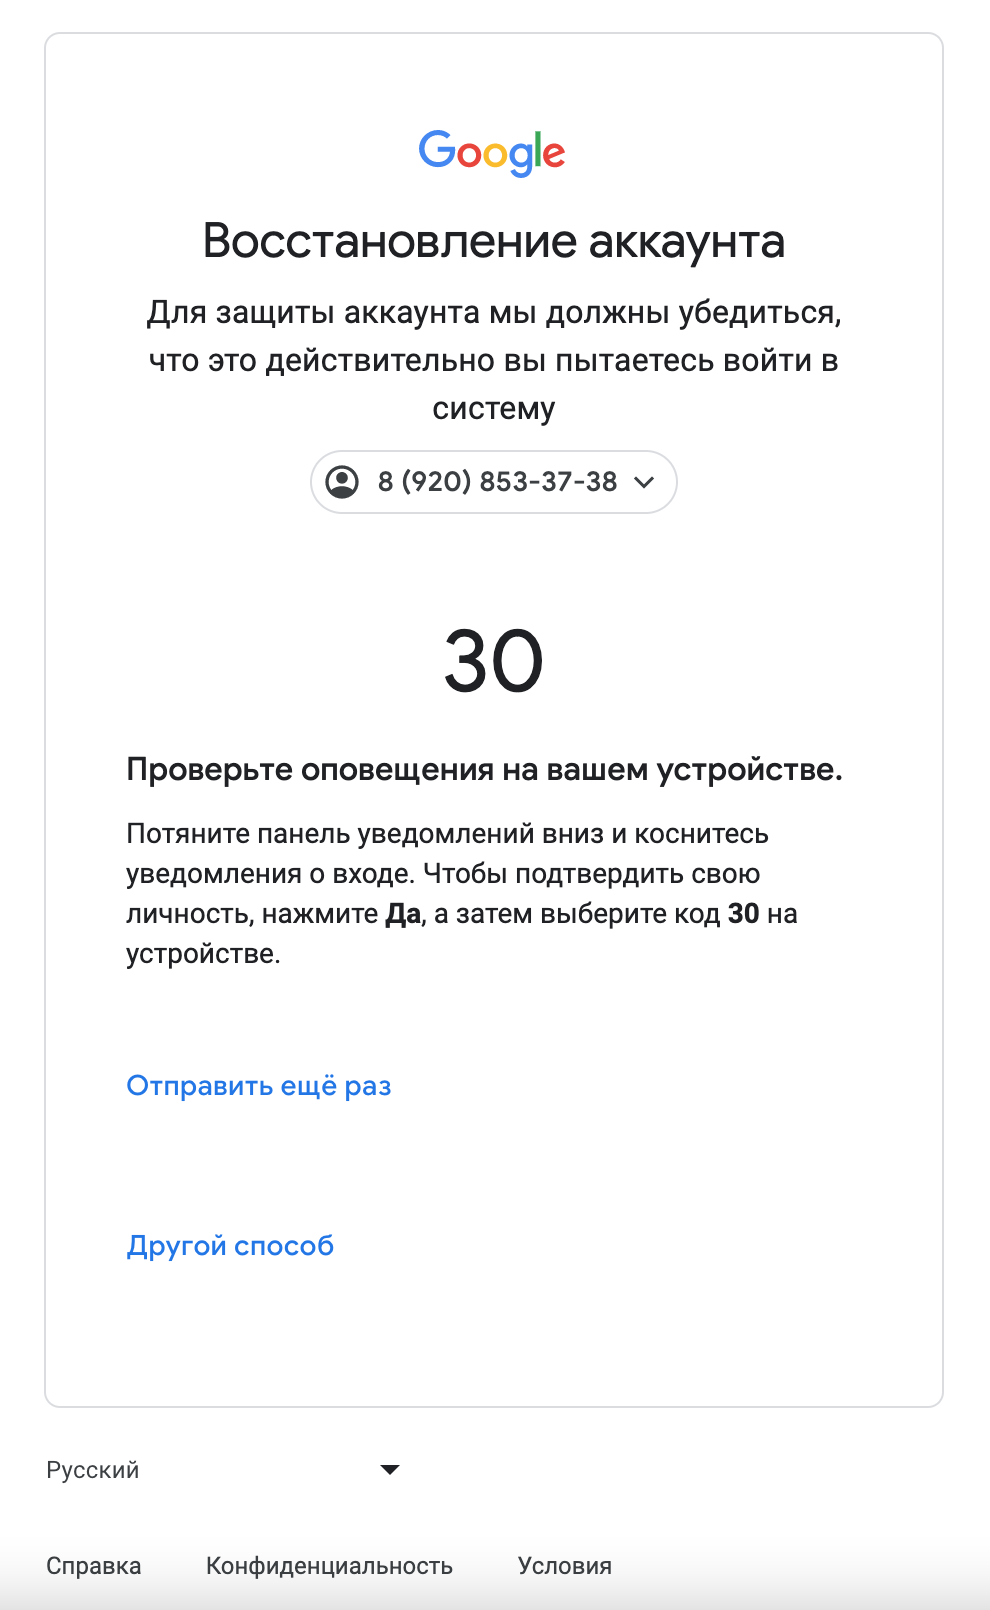 Google
Восстановление аккаунта
Для защиты аккаунта мы должны убедиться,
что это действительно вы пытаетесь войти в
систему
8 (920) 853-37-38
30
Проверьте оповещения на вашем устройстве.
Потяните панель уведомлений вниз и коснитесь
уведомления о входе. Чтобы подтвердить свою
личность, нажмите Да, а затем выберите код 30 на
устройстве.
Отправить ещё раз
Другой способ
Русский
Справка Конфиденциальность Условия